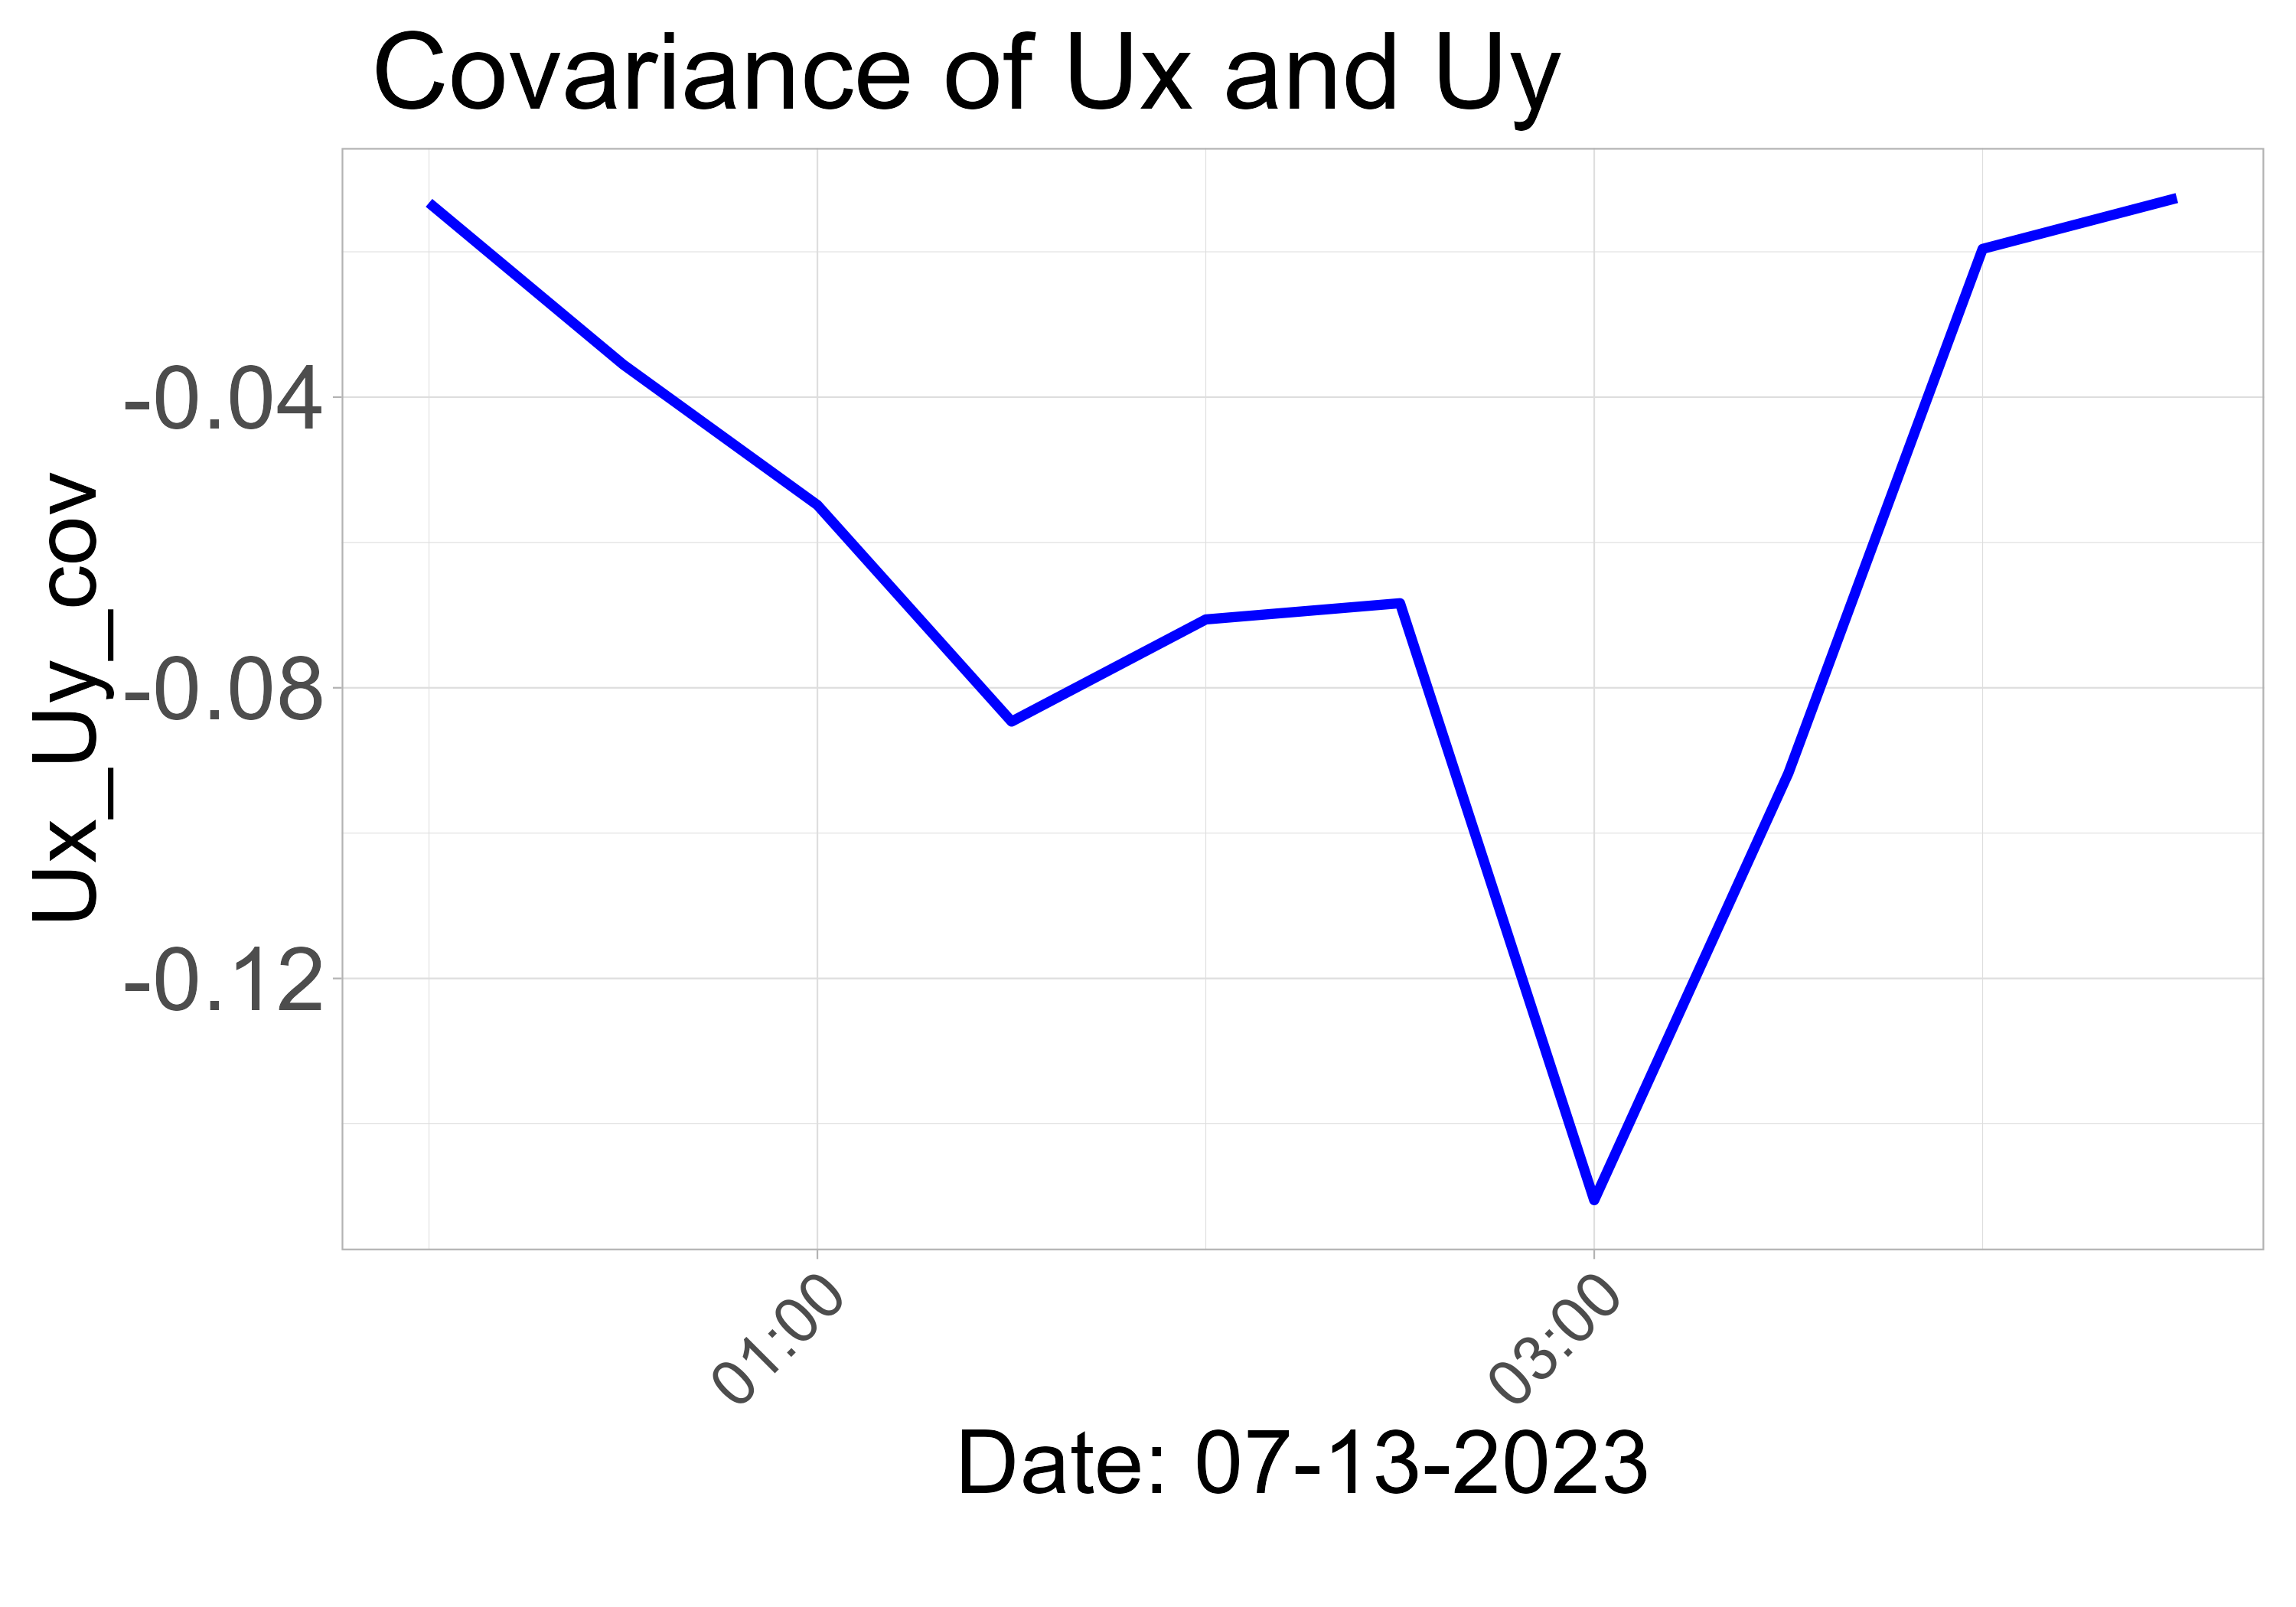 Covariance of Ux and Uy
Ux_Uy_cov
-0.04
-0.08
-0.12
01:00
03:00
Date: 07-13-2023